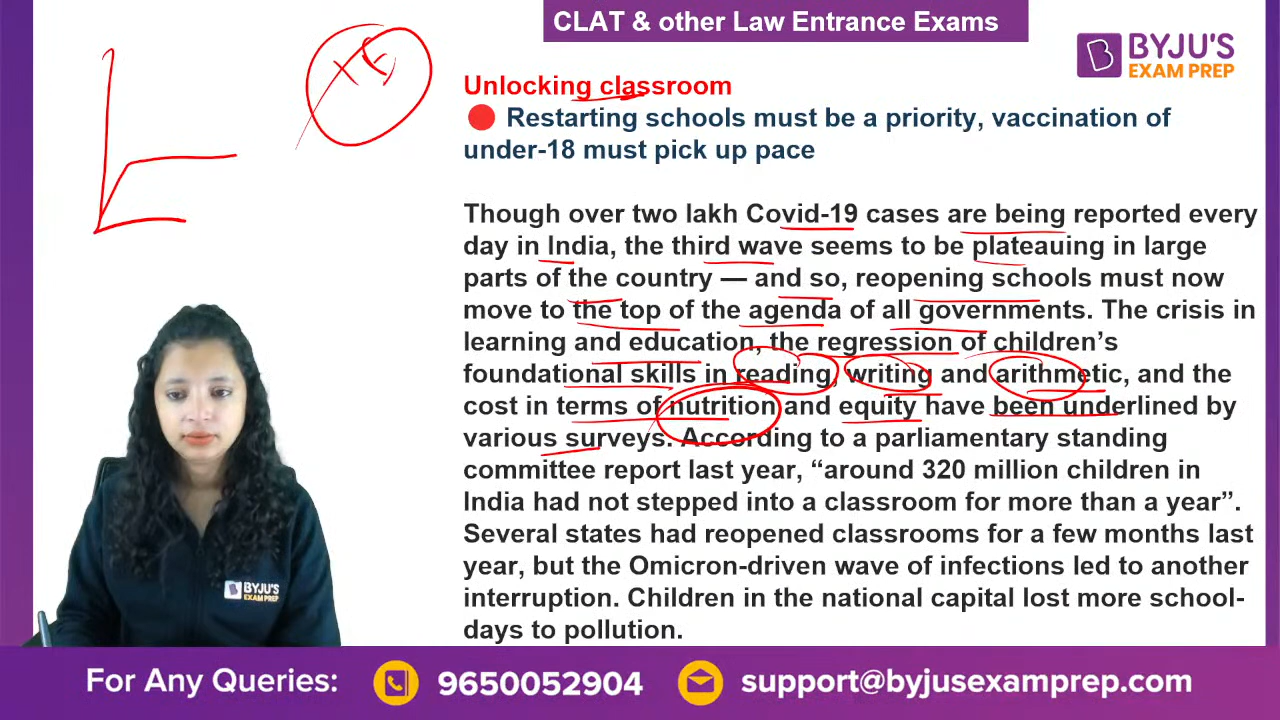 CLAT & other Law Entrance Exams
BYJU'S
EXAM PREP
Unlocking classroom
Restarting schools must be a priority, vaccination of
under-18 must pick up pace
Though over two lakh Covid-19 cases are being reported every
day in India, the third wave seems to be plateauing in large
parts of the country — and so, reopening schools must now
move to the top of the agenda of all governments. The crisis in
learning and education, the regression of children's
foundational skills in reading, writing and arithmetic, and the
cost in terms of nutrition and equity have been underlined by
various surveys. According to a parliamentary standing
committee report last year, “around 320 million children in
India had not stepped into a classroom for more than a year”.
Several states had reopened classrooms for a few months last
year, but the Omicron-driven wave of infections led to another
interruption. Children in the national capital lost more school-
days to pollution.
BYJU'S
EXAM PREP
For Any Queries: 9650052904 support@byjusexamprep.com